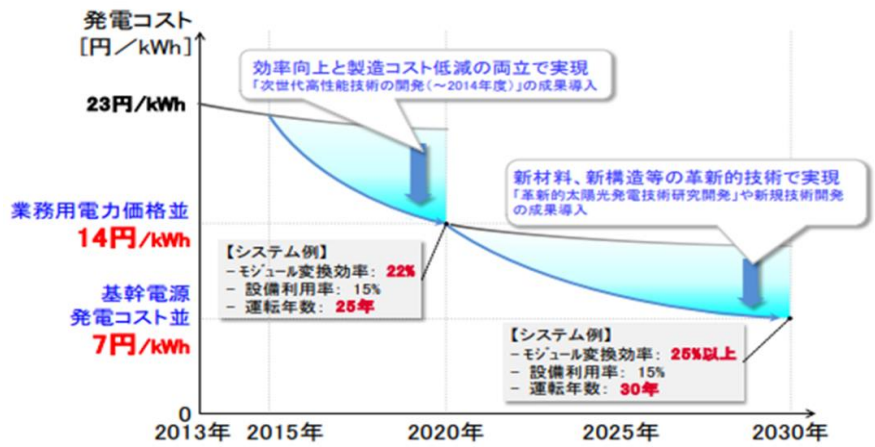 発電コスト
[円／kWh]
効率向上と製造コスト低減の両立で実現
「次世代高性能技術の開発（～2014年度）」の成果導入
23円/kWh
新材料、新構造等の革新的技術で実現
「革新的太陽光発電技術研究開発」や新規技術開発
の成果導入
業務用電力価格並
14円/kWh
【システム例】
－モジュール変換効率： 22%
－ 設備利用率： 15%
－ 運転年数： 25年
基幹電源
発電コスト並
7円/kWh
【システム例】
－モジュール変換効率： 25%以上
－ 設備利用率： 15%
－ 運転年数： 30年
0
2013年 2015年 2020年 2025年 2030年